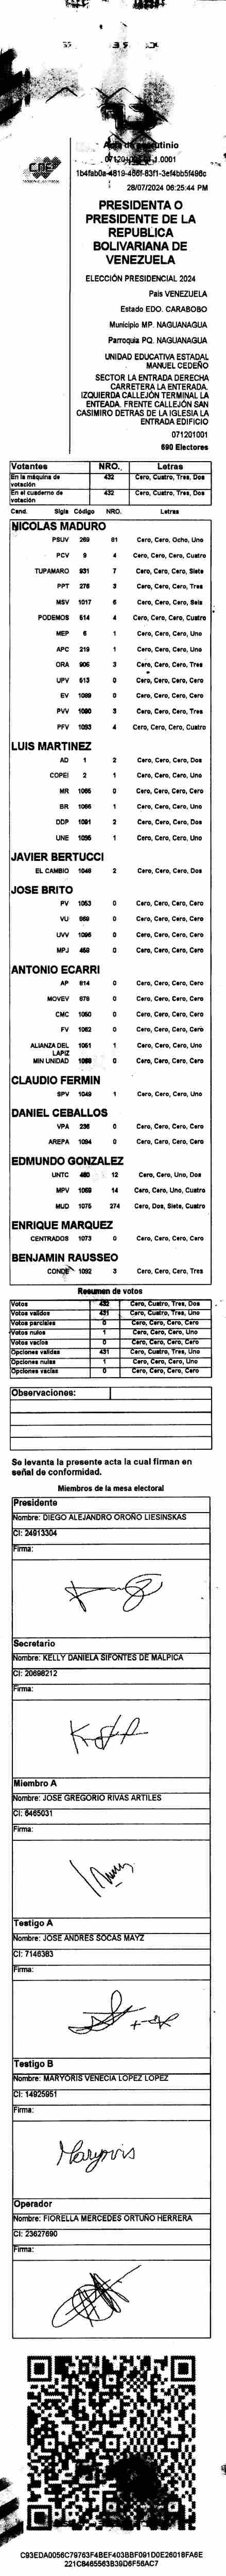 CNE
Acta de Escrutinio
1b4fab0a-4819-466f-83f1-3ef4bb5f496c
28/07/2024 06:25:44 PM
PRESIDENTA O
PRESIDENTE DE LA
REPUBLICA
BOLIVARIANA DE
VENEZUELA
ELECCIÓN PRESIDENCIAL 2024
Pais VENEZUELA
Estado EDO. CARABOBO
Municipio MP. NAGUANAGUA
Parroquia PQ. NAGUANAGUA
UNIDAD EDUCATIVA ESTADAL
MANUEL CEDEÑO
SECTOR LA ENTRADA DERECHA
CARRETERA LA ENTERADA.
IZQUIERDA CALLEJÓN TERMINAL LA
ENTEADA. FRENTE CALLEJÓN SAN
CASIMIRO DETRAS DE LA IGLESIA LA
ENTRADA EDIFICIO
071201001
690 Electores
Votantes NRO. Letras
En la máquina de votación 432 Cero, Cuatro, Tres, Dos
En el cuaderno de votación 432 Cero, Cuatro, Tres, Dos
Cand. Sigla Código NRO. Letras
NICOLAS MADURO
PSUV 269 81 Cero, Cero, Ocho, Uno
PCV 9 4 Cero, Cero, Cero, Cuatro
TUPAMARO 931 7 Cero, Cero, Cero, Siete
PPT 276 3 Cero, Cero, Cero, Tres
MSV 1017 6 Cero, Cero, Cero, Seis
PODEMOS 514 4 Cero, Cero, Cero, Cuatro
MEP 6 1 Cero, Cero, Cero, Uno
APC 219 1 Cero, Cero, Cero, Uno
ORA 906 3 Cero, Cero, Cero, Tres
UPV 613 0 Cero, Cero, Cero, Cero
EV 1089 0 Cero, Cero, Cero, Cero
PVV 1090 3 Cero, Cero, Cero, Tres
PFV 1093 4 Cero, Cero, Cero, Cuatro
LUIS MARTINEZ
AD 1 2 Cero, Cero, Cero, Dos
COPEI 2 1 Cero, Cero, Cero, Uno
MR 1065 0 Cero, Cero, Cero, Cero
BR 1066 1 Cero, Cero, Cero, Uno
DDP 1091 2 Cero, Cero, Cero, Dos
UNE 1095 1 Cero, Cero, Cero, Uno
JAVIER BERTUCCI
EL CAMBIO 1048 2 Cero, Cero, Cero, Dos
JOSE BRITO
PV 1053 0 Cero, Cero, Cero, Cero
VU 0 Cero, Cero, Cero, Cero
UVV 1096 0 Cero, Cero, Cero, Cero
MPJ 0 Cero, Cero, Cero, Cero
ANTONIO ECARRI
AP 814 0 Cero, Cero, Cero, Cero
MOVEV 678 0 Cero, Cero, Cero, Cero
CMC 1050 0 Cero, Cero, Cero, Cero
FV 1062 0 Cero, Cero, Cero, Cero
ALIANZA DEL LAPIZ 1051 1 Cero, Cero, Cero, Uno
MIN UNIDAD 0 Cero, Cero, Cero, Cero
CLAUDIO FERMIN
SPV 1049 1 Cero, Cero, Cero, Uno
DANIEL CEBALLOS
VPA 0 Cero, Cero, Cero, Cero
AREPA 1094 0 Cero, Cero, Cero, Cero
EDMUNDO GONZALEZ
UNTC 12 Cero, Cero, Uno, Dos
MPV 1069 14 Cero, Cero, Uno, Cuatro
MUD 1075 274 Cero, Dos, Siete, Cuatro
ENRIQUE MARQUEZ
CENTRADOS 1073 0 Cero, Cero, Cero, Cero
BENJAMIN RAUSSEO
CONDE 1092 3 Cero, Cero, Cero, Tres
Resumen de votos
Votos 432 Cero, Cuatro, Tres, Dos
Votos validos 431 Cero, Cuatro, Tres, Uno
Votos parciales 0 Cero, Cero, Cero, Cero
Votos nulos 1 Cero, Cero, Cero, Uno
Votos vacios 0 Cero, Cero, Cero, Cero
Opciones validas 431 Cero, Cuatro, Tres, Uno
Opciones nulas 1 Cero, Cero, Cero, Uno
Opciones vacias 0 Cero, Cero, Cero, Cero
Observaciones:
Se levanta la presente acta la cual firman en
señal de conformidad.
Miembros de la mesa electoral
Presidente
Nombre: DIEGO ALEJANDRO OROÑO LIESINSKAS
CI: 24913304
Firma:
Secretario
Nombre: KELLY DANIELA SIFONTES DE MALPICA
CI: 20698212
Firma:
Miembro A
Nombre: JOSE GREGORIO RIVAS ARTILES
CI: 6465031
Firma:
Testigo A
Nombre: JOSE ANDRES SOCAS MAYZ
CI: 7146383
Firma:
Testigo B
Nombre: MARYORIS VENECIA LOPEZ LOPEZ
CI: 14925951
Firma:
Maryoris
Operador
Nombre: FIORELLA MERCEDES ORTUÑO HERRERA
CI: 23627690
Firma:
C93EDA0056C79763F4BEF403BBF091D0E26018FA6E
221C8465563B39D6F56AC7